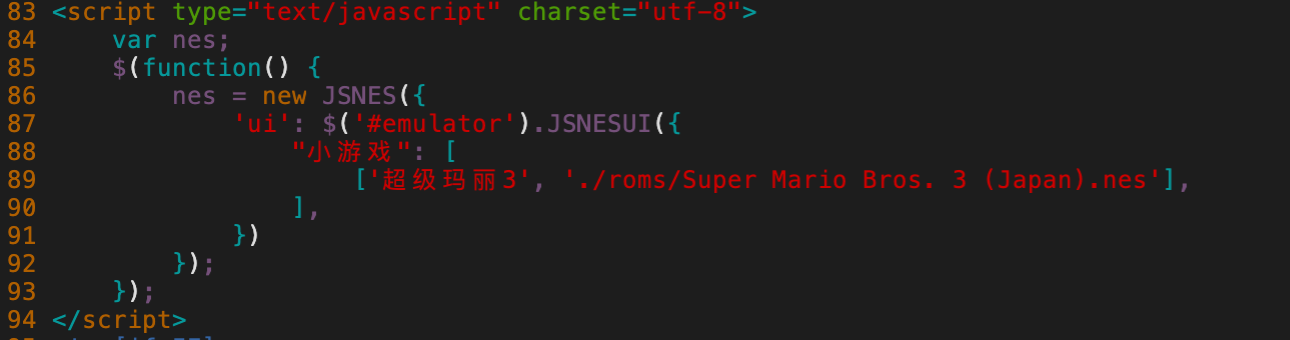 83 <script type="text/javascript" charset="utf-8">
84     var nes;
85     $(function() {
86         nes = new JSNES({
87             'ui': $('#emulator').JSNESUI({
88                 "小游戏": [
89                     ['超级玛丽3', './roms/Super Mario Bros. 3 (Japan).nes'],
90                 ],
91             })
92         });
93     });
94 </script>